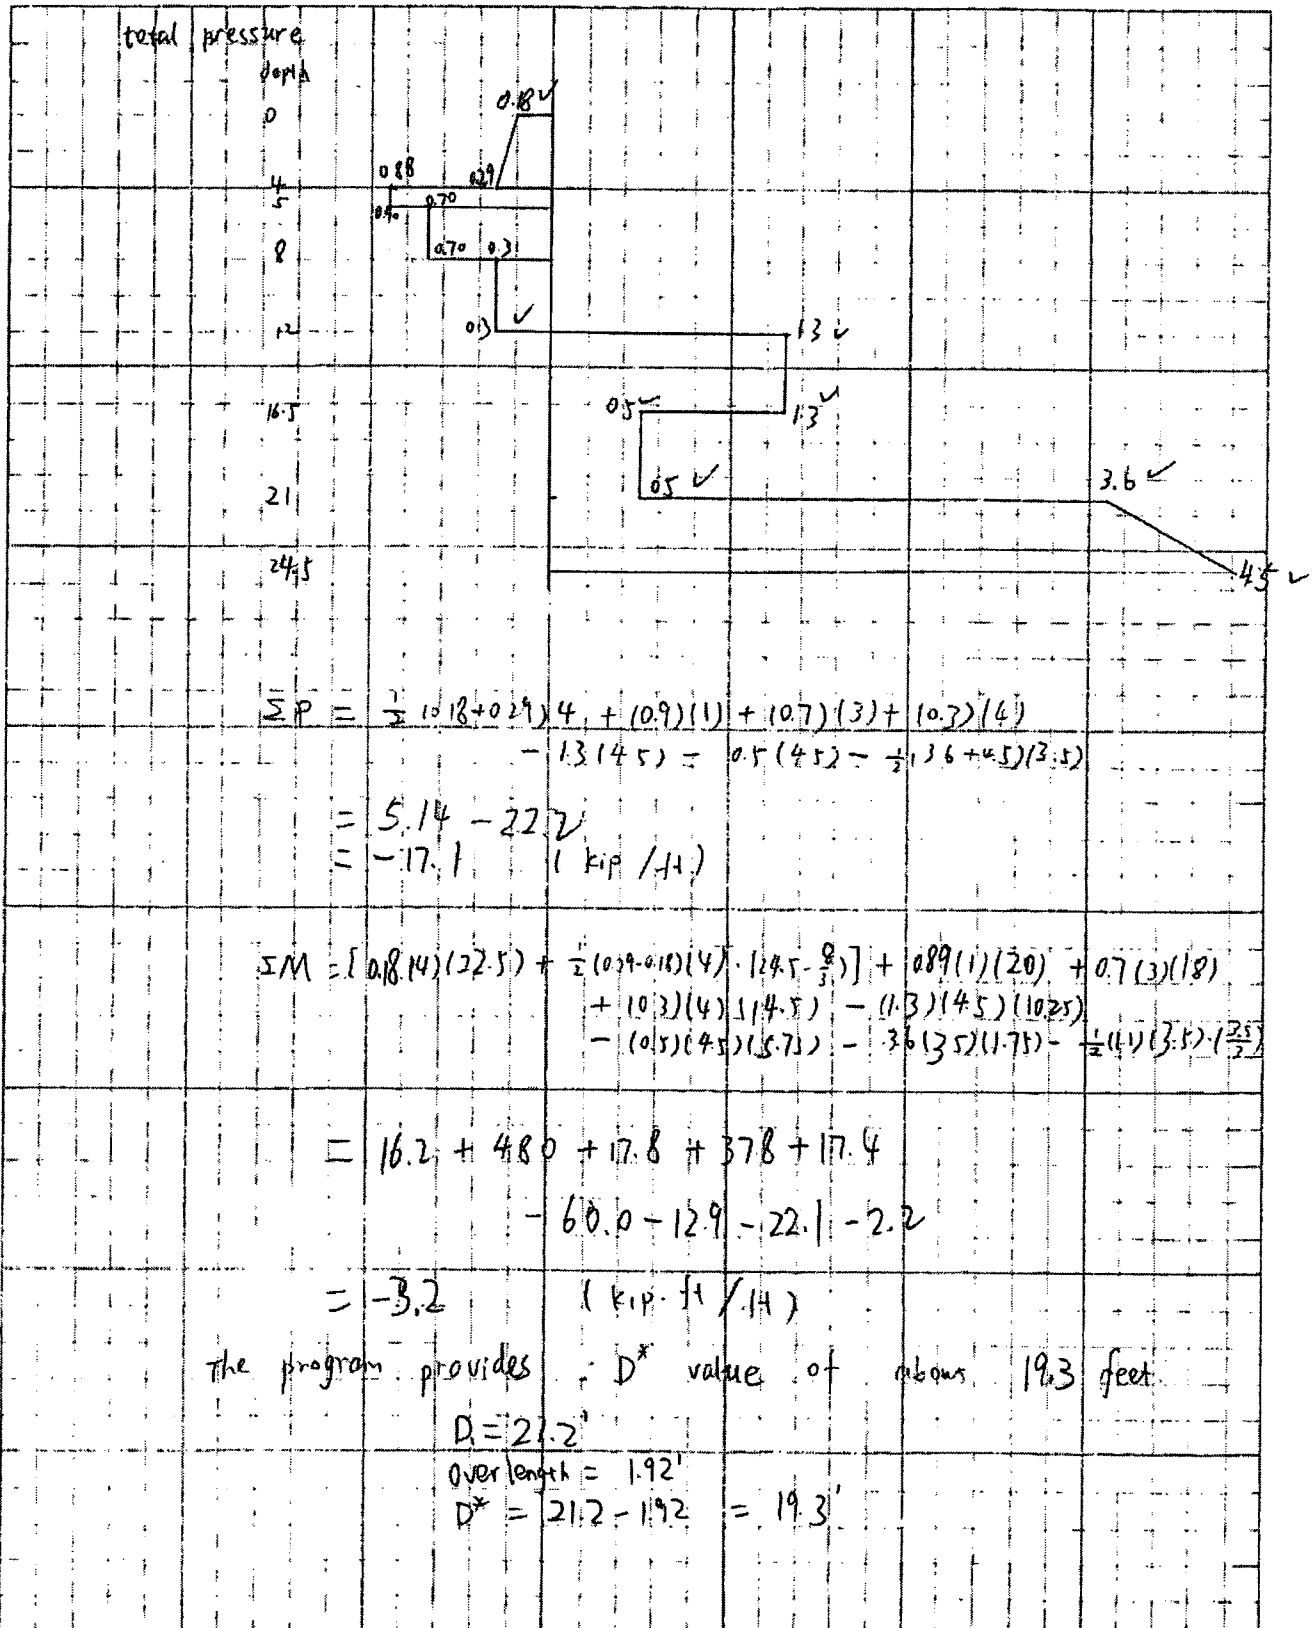 total pressure
depth
0 0.18 ✓
0.88 0.29
4
5 0.90 0.70
8 0.70 0.3
12 0.3 ✓ 1.3 ✓
16.5 0.5 ✓ 1.3 ✓
21 0.5 ✓ 3.6 ✓
24.5 4.5 ✓
ΣP = ½ (0.18+0.29) 4 + (0.9)(1) + (0.7)(3) + (0.3)(4)
- 1.3 (4.5) - 0.5 (4.5) - ½ (3.6 + 4.5)(3.5)
= 5.14 - 22.2
= -17.1 ( kip / ft )
ΣM = [ 0.18 (4) (22.5) + ½ (0.29-0.18)(4) · (24.5 - 8/3) ] + 0.89 (1) (20) + 0.7 (3) (18)
+ (0.3)(4) (14.5) - (1.3)(4.5) (10.25)
- (0.5)(4.5)(5.75) - 3.6 (3.5) (1.75) - ½ (1.1) (3.5) · (3.5/3)
= 16.2 + 4.80 + 17.8 + 37.8 + 17.4
- 60.0 - 12.9 - 22.1 - 2.2
= -3.2 ( kip · ft / ft )
The program provides D* value of about 19.3 feet
D = 21.2'
over length = 1.92'
D* = 21.2 - 1.92 = 19.3'